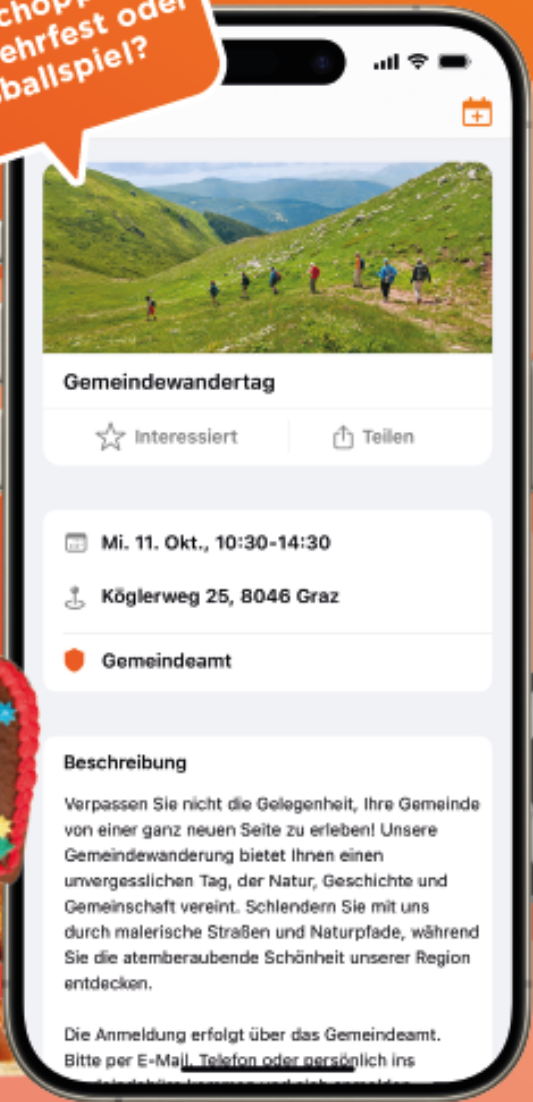 oder
ballspiel?
Gemeindewandertag
Interessiert
Teilen
Mi. 11. Okt., 10:30-14:30
Köglerweg 25, 8046 Graz
Gemeindeamt
Beschreibung
Verpassen Sie nicht die Gelegenheit, Ihre Gemeinde
von einer ganz neuen Seite zu erleben! Unsere
Gemeindewanderung bietet Ihnen einen
unvergesslichen Tag, der Natur, Geschichte und
Gemeinschaft vereint. Schlendern Sie mit uns
durch malerische Straßen und Naturpfade, während
Sie die atemberaubende Schönheit unserer Region
entdecken.
Die Anmeldung erfolgt über das Gemeindeamt.
Bitte per E-Mail, Telefon oder persönlich ins